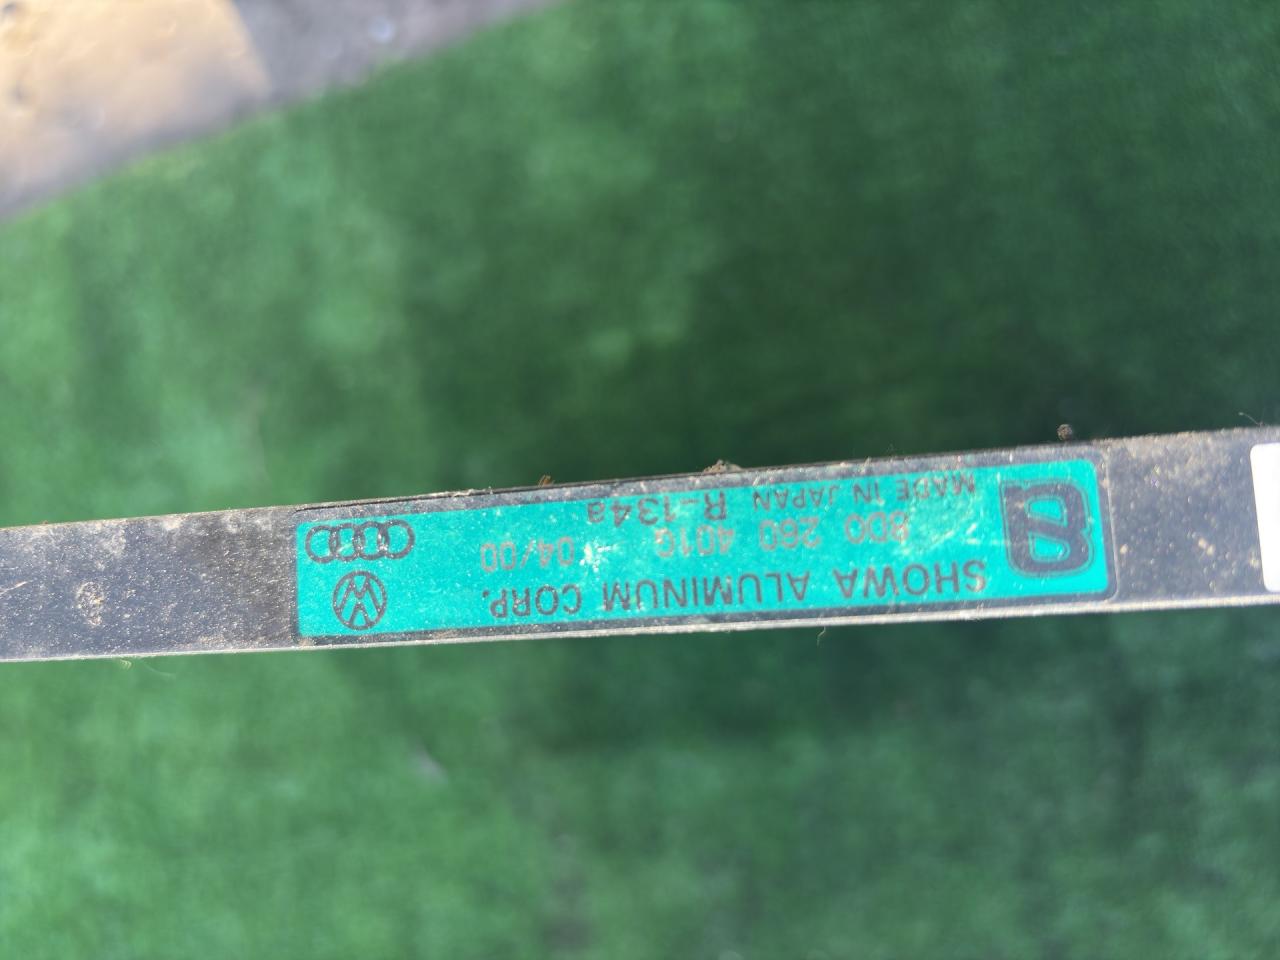 SHOWA ALUMINUM CORP.
8D0 260 401G 04/00
MADE IN JAPAN R-134a